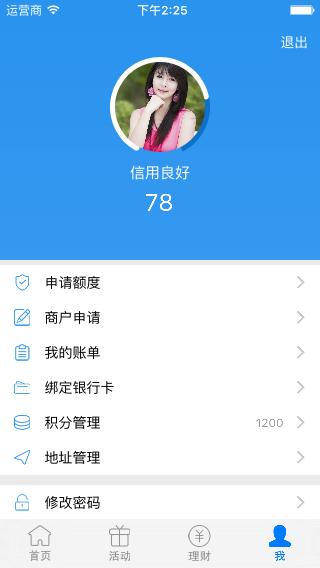 运营商 下午2:25
退出
信用良好
78
申请额度
商户申请
我的账单
绑定银行卡
积分管理 1200
地址管理
修改密码
首页 活动 理财 我